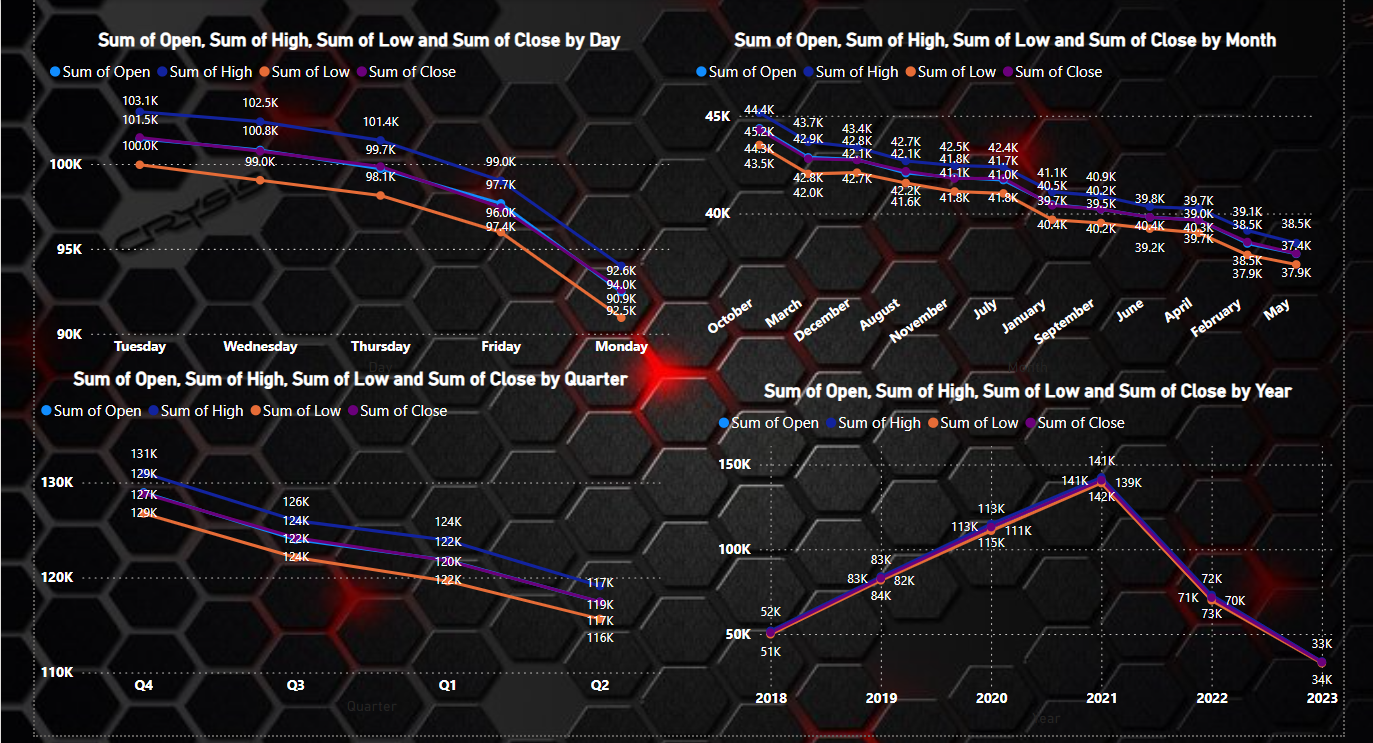 Sum of Open, Sum of High, Sum of Low and Sum of Close by Day
Sum of Open Sum of High Sum of Low Sum of Close
103.1K
102.5K
101.5K
101.4K
100.8K
100.0K
99.7K
99.0K
99.0K
98.1K
97.7K
96.0K
97.4K
92.6K
94.0K
90.9K
92.5K
100K
95K
90K
Tuesday Wednesday Thursday Friday Monday
Day
Sum of Open, Sum of High, Sum of Low and Sum of Close by Month
Sum of Open Sum of High Sum of Low Sum of Close
45K
40K
44.4K
45.2K
44.3K
43.5K
43.7K
42.9K
42.8K
42.0K
43.4K
42.8K
42.1K
42.7K
42.7K
42.1K
42.2K
41.6K
42.5K
41.8K
41.1K
41.8K
42.4K
41.7K
41.0K
41.8K
41.1K
40.5K
39.7K
40.4K
40.9K
40.2K
39.5K
40.2K
39.8K
40.4K
39.2K
39.7K
39.0K
40.3K
39.7K
39.1K
38.5K
38.5K
37.9K
38.5K
37.4K
37.9K
October March December August November July January September June April February May
Sum of Open, Sum of High, Sum of Low and Sum of Close by Quarter
Sum of Open Sum of High Sum of Low Sum of Close
130K
120K
110K
131K
129K
127K
129K
126K
124K
122K
124K
124K
122K
120K
122K
117K
119K
117K
116K
Q4 Q3 Q1 Q2
Quarter
Sum of Open, Sum of High, Sum of Low and Sum of Close by Year
Sum of Open Sum of High Sum of Low Sum of Close
150K
100K
50K
52K
51K
83K
83K 82K
84K
113K
113K 111K
115K
141K
141K 139K
142K
72K
71K 70K
73K
33K
34K
2018 2019 2020 2021 2022 2023
Year